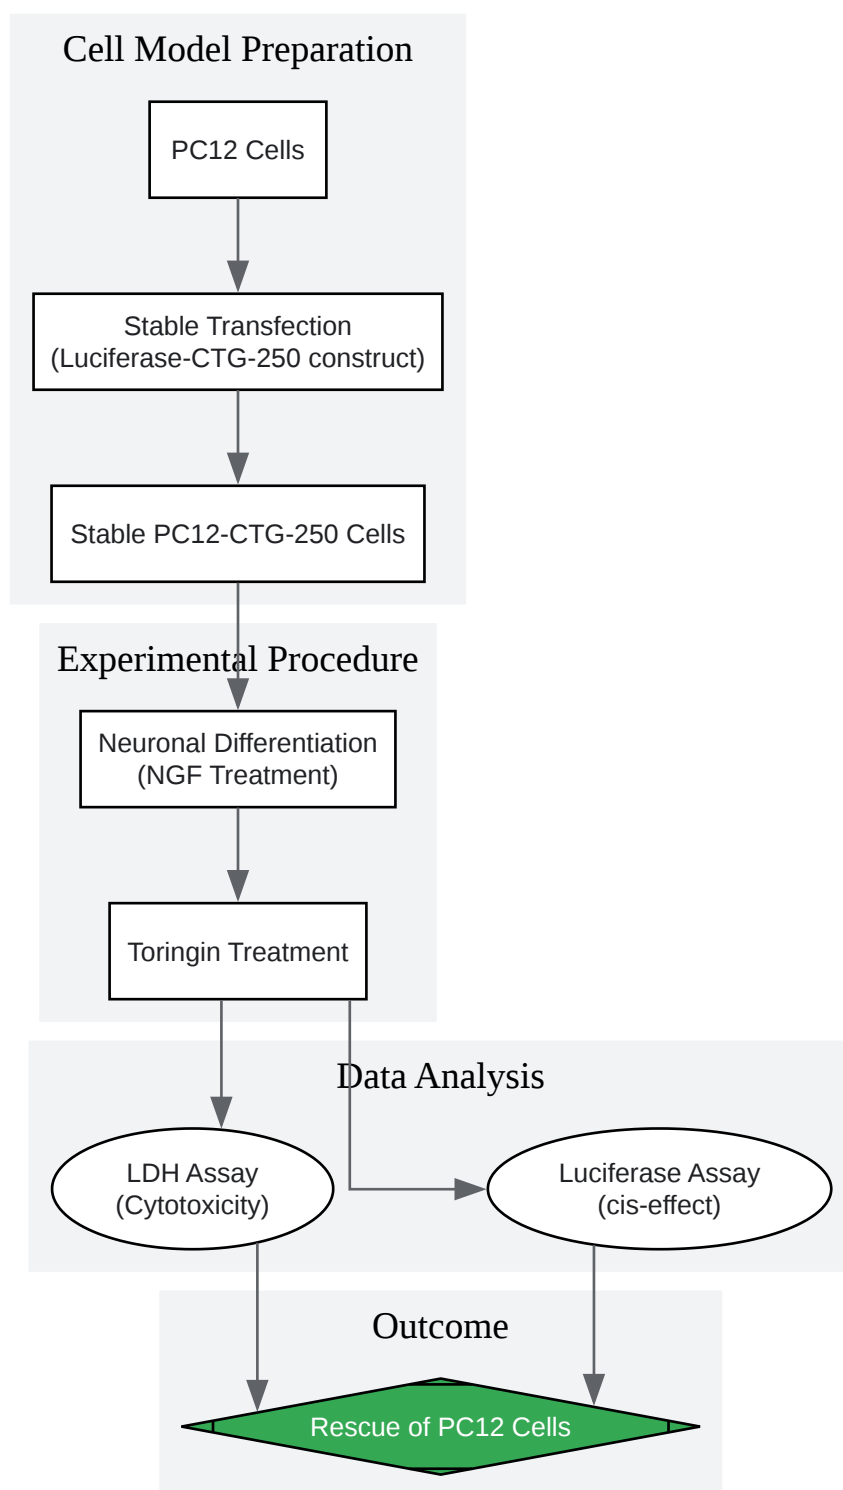 Cell Model Preparation
PC12 Cells
Stable Transfection
(Luciferase-CTG-250 construct)
Stable PC12-CTG-250 Cells
Experimental Procedure
Neuronal Differentiation
(NGF Treatment)
Toringin Treatment
Data Analysis
LDH Assay
(Cytotoxicity)
Luciferase Assay
(cis-effect)
Outcome
Rescue of PC12 Cells